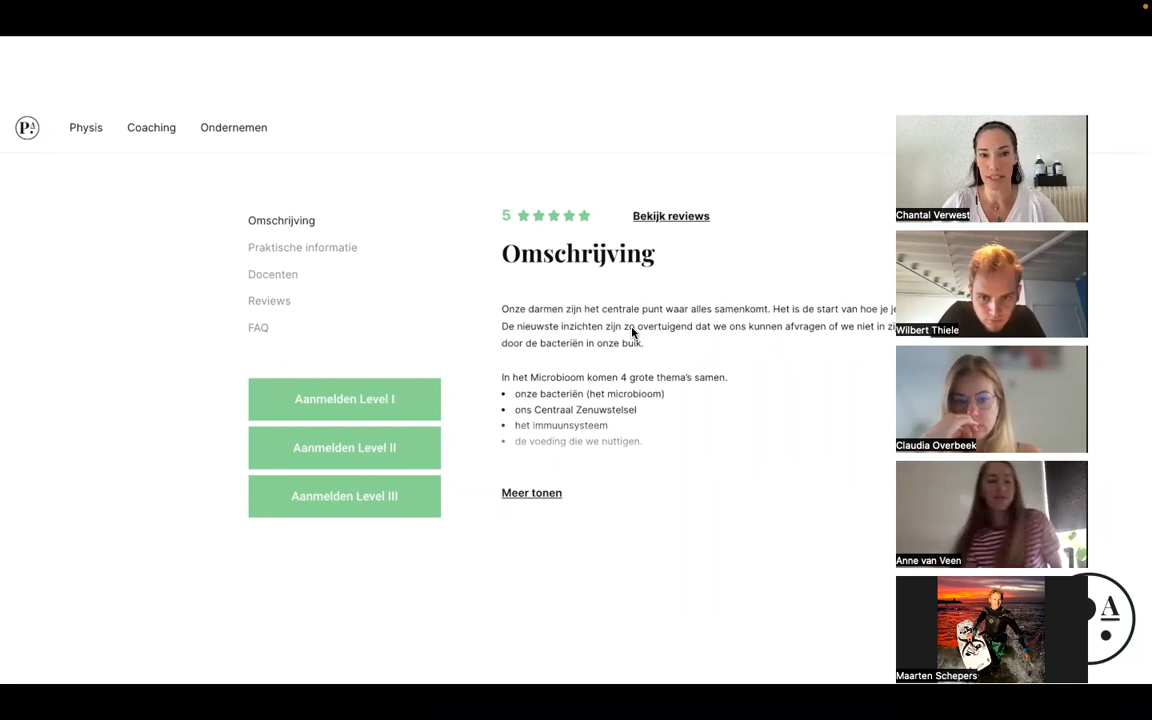 PA
Physis
Coaching
Ondernemen
Omschrijving
Praktische informatie
Docenten
Reviews
FAQ
Aanmelden Level I
Aanmelden Level II
Aanmelden Level III
5
Bekijk reviews
Omschrijving
Onze darmen zijn het centrale punt waar alles samenkomt. Het is de start van hoe je
De nieuwste inzichten zijn zo overtuigend dat we ons kunnen afvragen of we niet in
door de bacteriën in onze buik.
In het Microbioom komen 4 grote thema's samen.
• onze bacteriën (het microbioom)
• ons Centraal Zenuwstelsel
• het immuunsysteem
• de voeding die we nuttigen.
Meer tonen
Chantal Verwest
Wilbert Thiele
Claudia Overbeek
Anne van Veen
Maarten Schepers
A